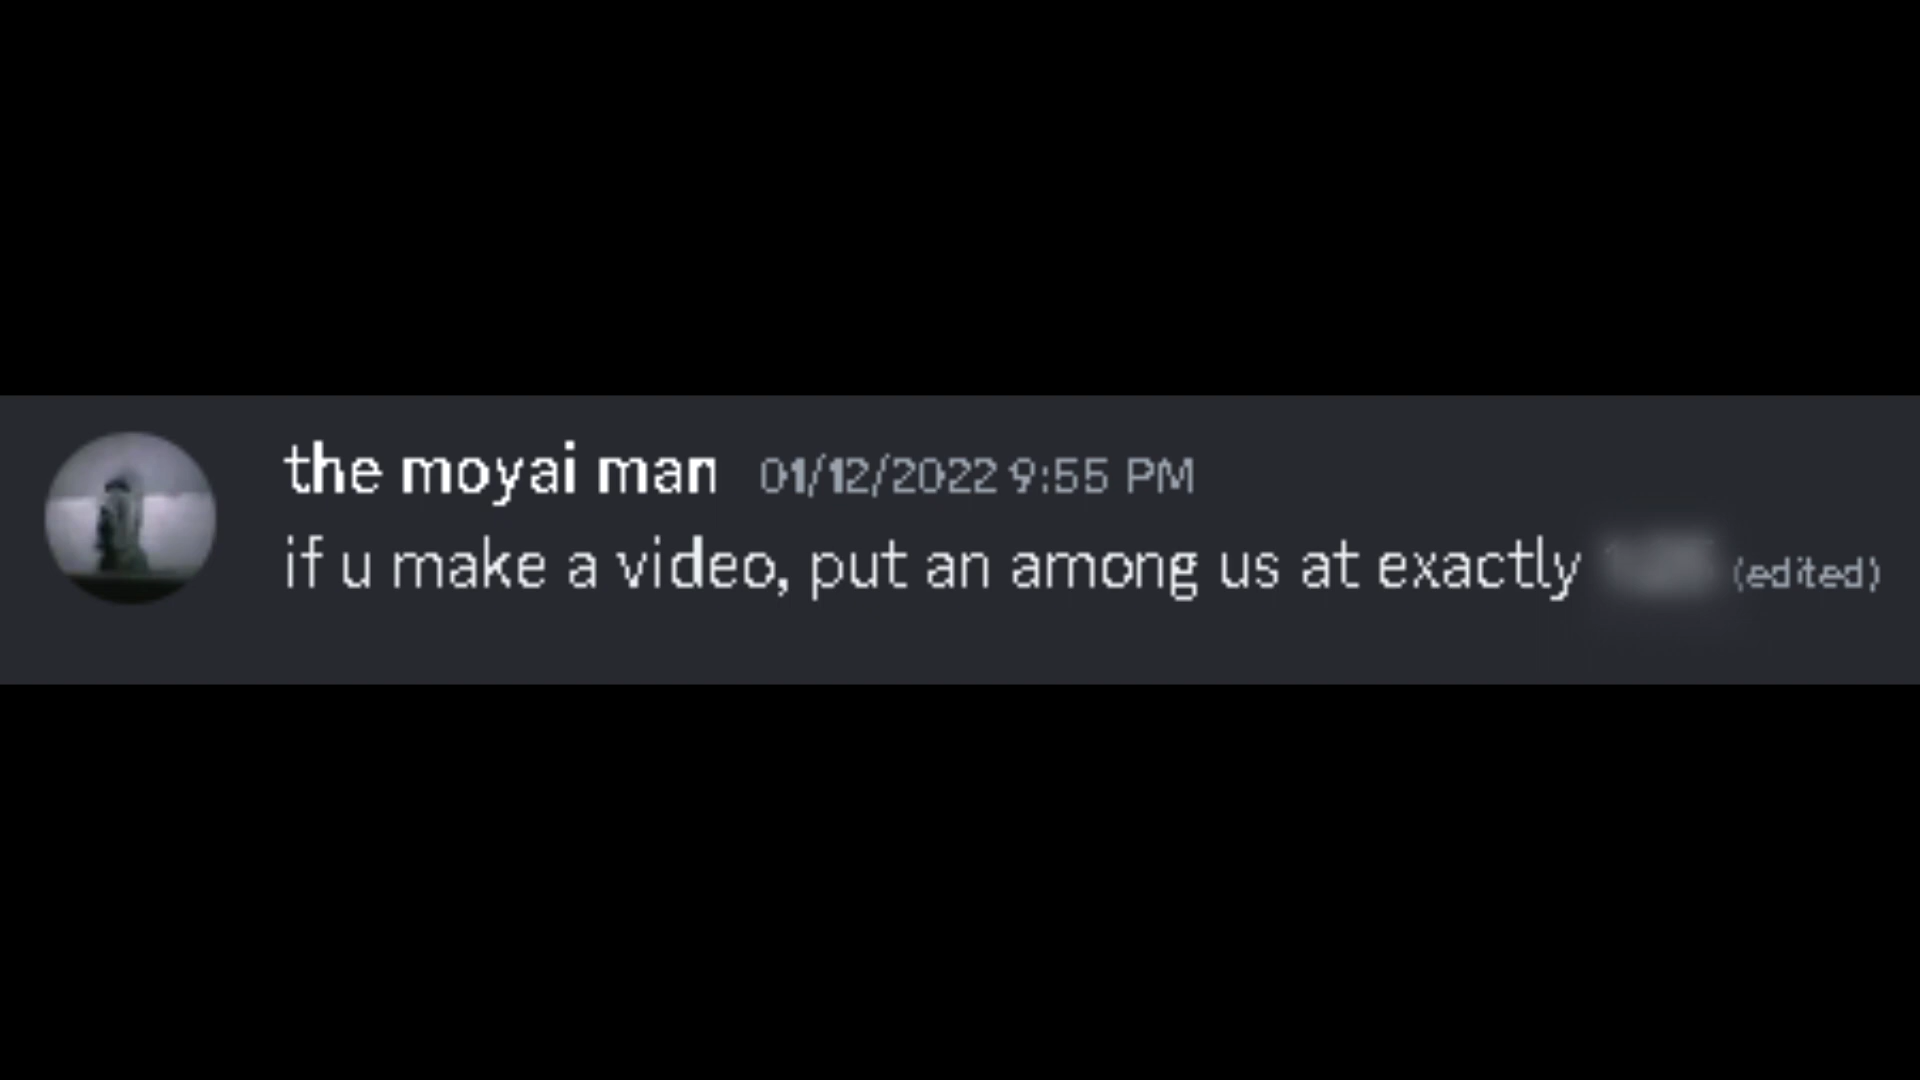 the moyai man 01/12/2022 9:55 PM
if u make a video, put an among us at exactly (edited)